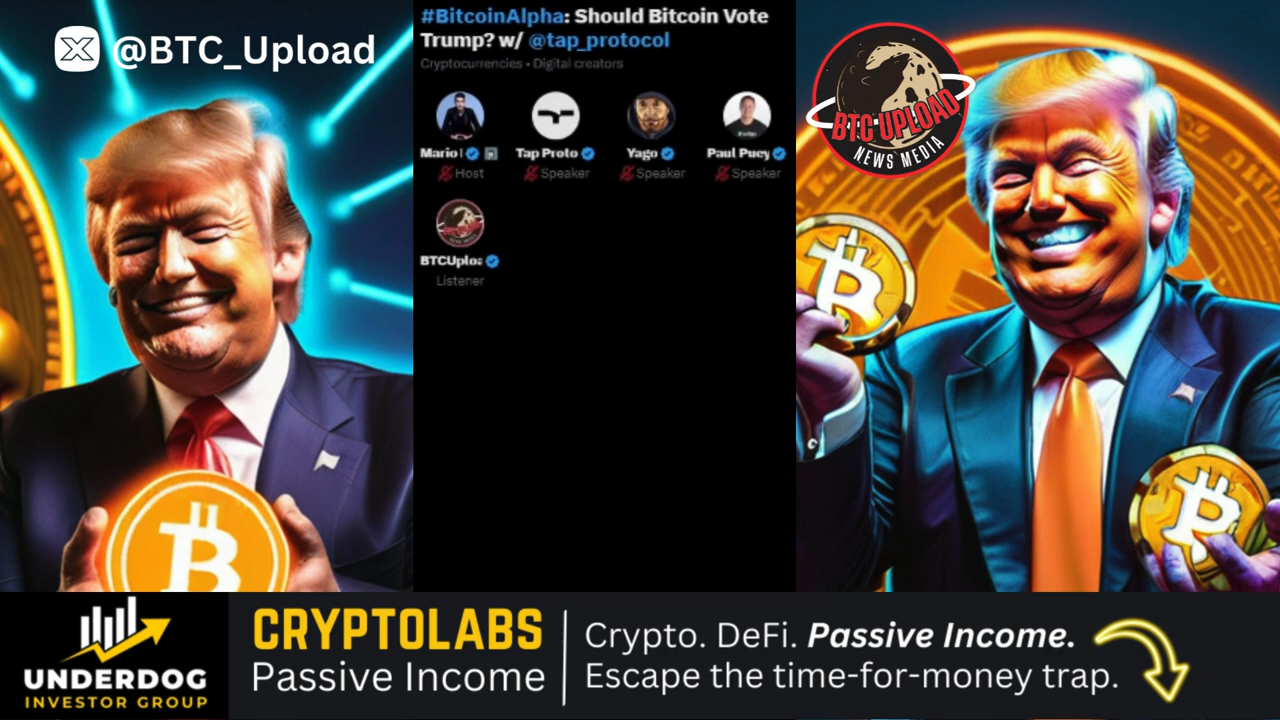 @BTC_Upload
#BitcoinAlpha: Should Bitcoin Vote
Trump? w/ @tap_protocol
Cryptocurrencies • Digital creators
Mario
Tap Proto
Yago
Paul Puey
Host
Speaker
Speaker
Speaker
BTCUploa
Listener
BTC UPLOAD
NEWS MEDIA
UNDERDOG
INVESTOR GROUP
CRYPTOLABS
Passive Income
Crypto. DeFi. Passive Income.
Escape the time-for-money trap.